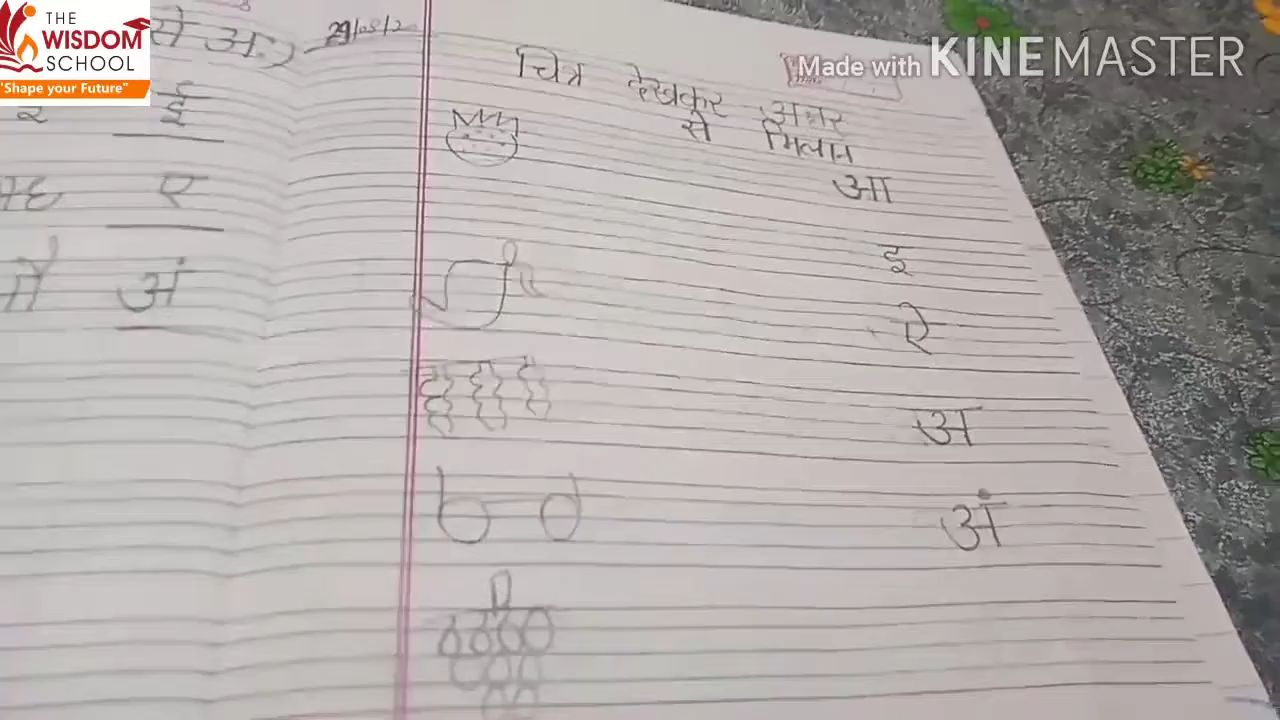 THE
WISDOM
SCHOOL
"Shape your Future"
Made with KINEMASTER
से अः)
ई
ए
अं
चित्र देखकर अक्षर
से मिलान
आ
इ
ऐ
अ
अं